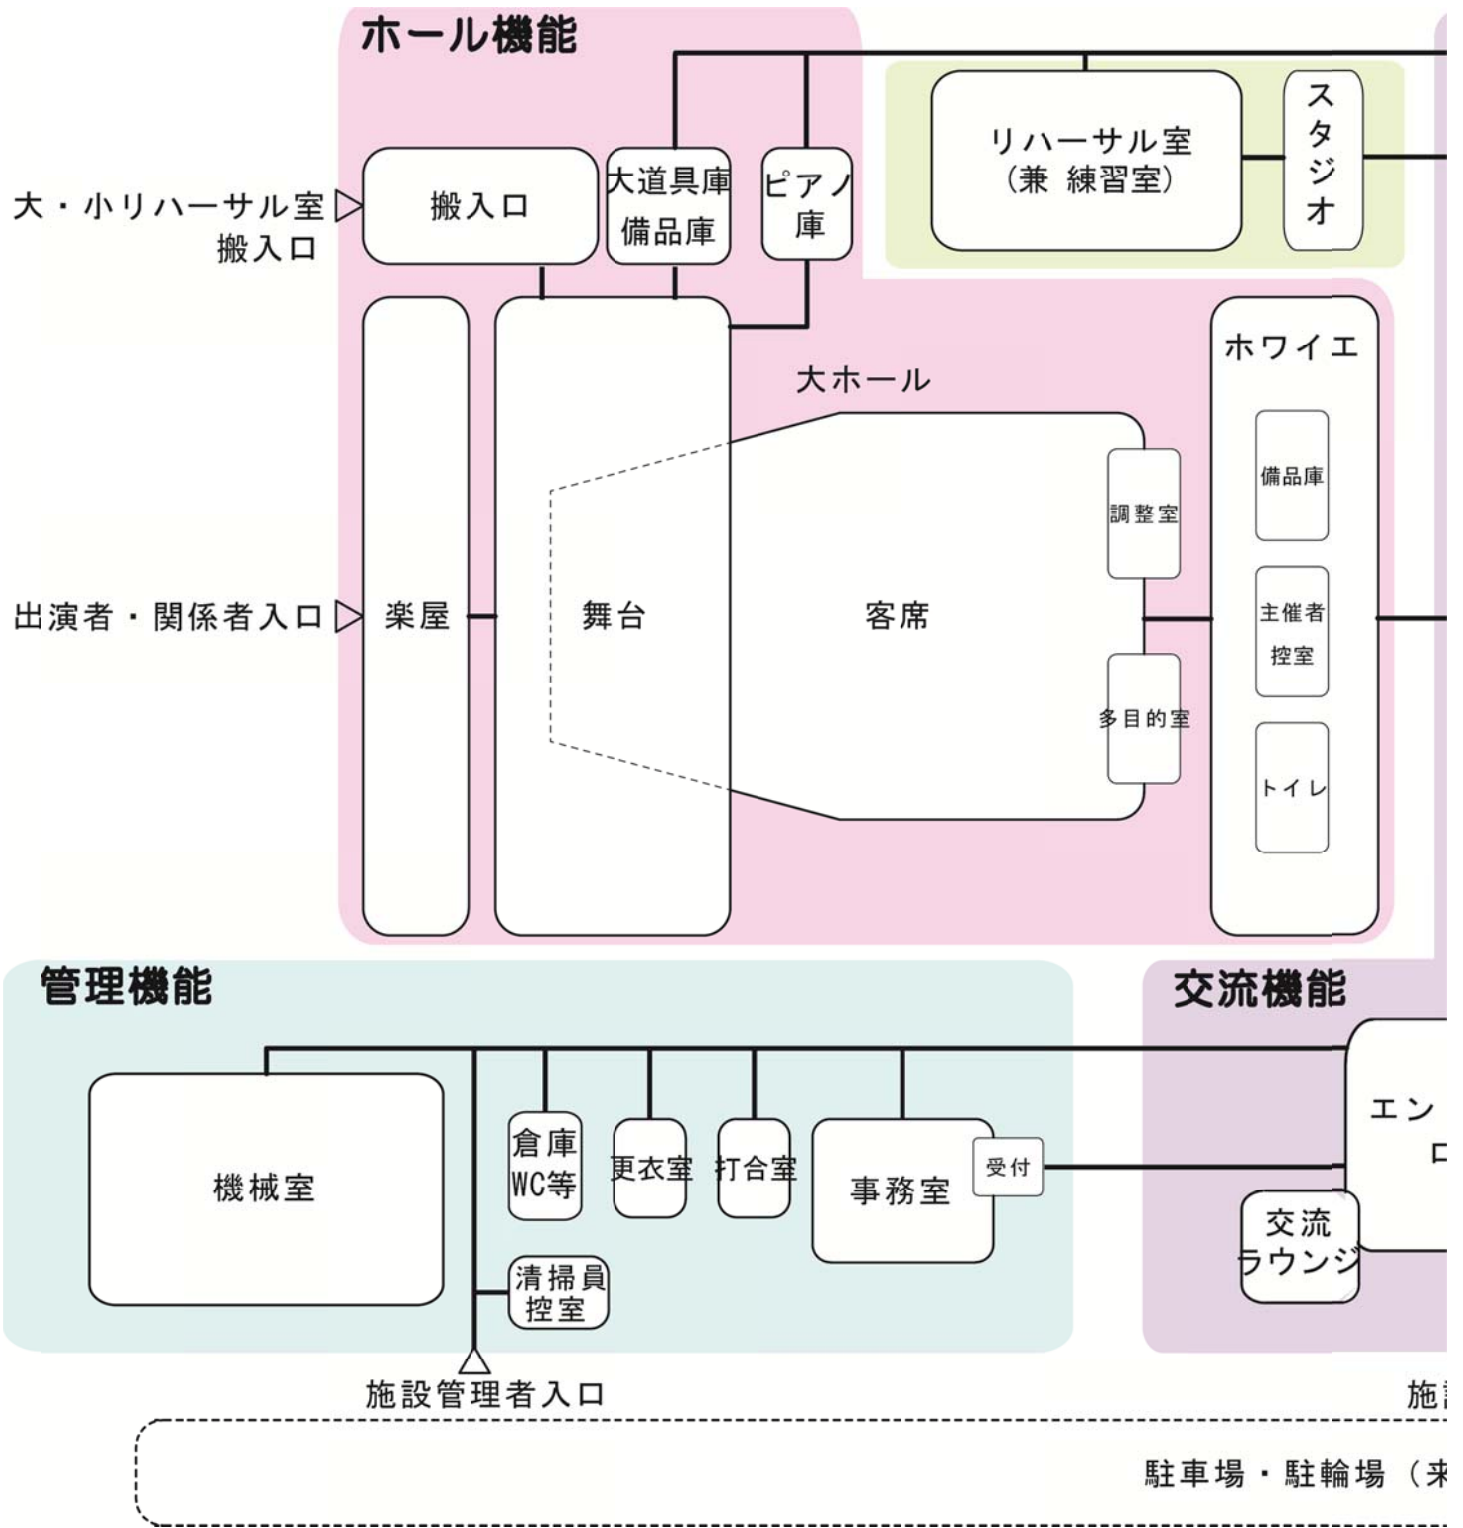 ホール機能
リハーサル室
(兼 練習室)
スタジオ
大・小リハーサル室
搬入口
搬入口
大道具庫
備品庫
ピアノ
庫
大ホール
ホワイエ
備品庫
調整室
出演者・関係者入口
楽屋
舞台
客席
主催者
控室
多目的室
トイレ
管理機能
交流機能
機械室
倉庫
WC等
更衣室
打合室
事務室
受付
エン
ロ
交流
ラウンジ
清掃員
控室
施設管理者入口
施
駐車場・駐輪場(来